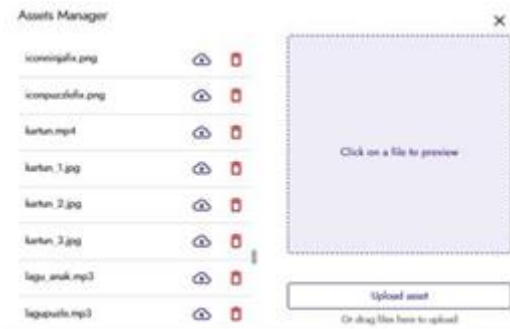 Assets Manager
iconninjafix.png
iconpuzzlefix.png
kartun.mp4
kartun_1.jpg
kartun_2.jpg
kartun_3.jpg
lagu_anak.mp3
lagupuzle.mp3
Click on a file to preview
Upload asset
Or drag files here to upload